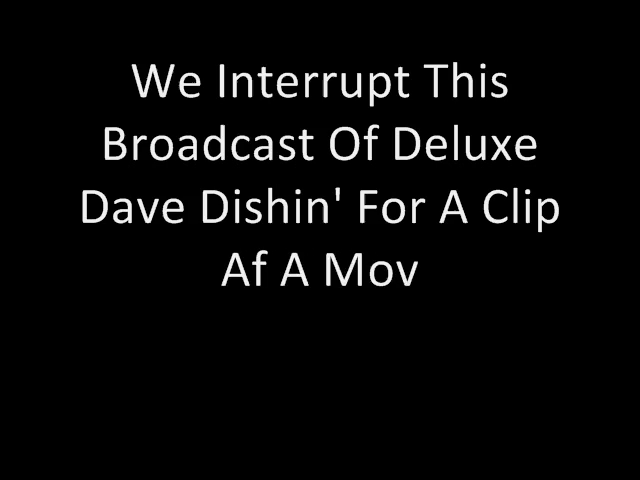 We Interrupt This
Broadcast Of Deluxe
Dave Dishin' For A Clip
Af A Mov